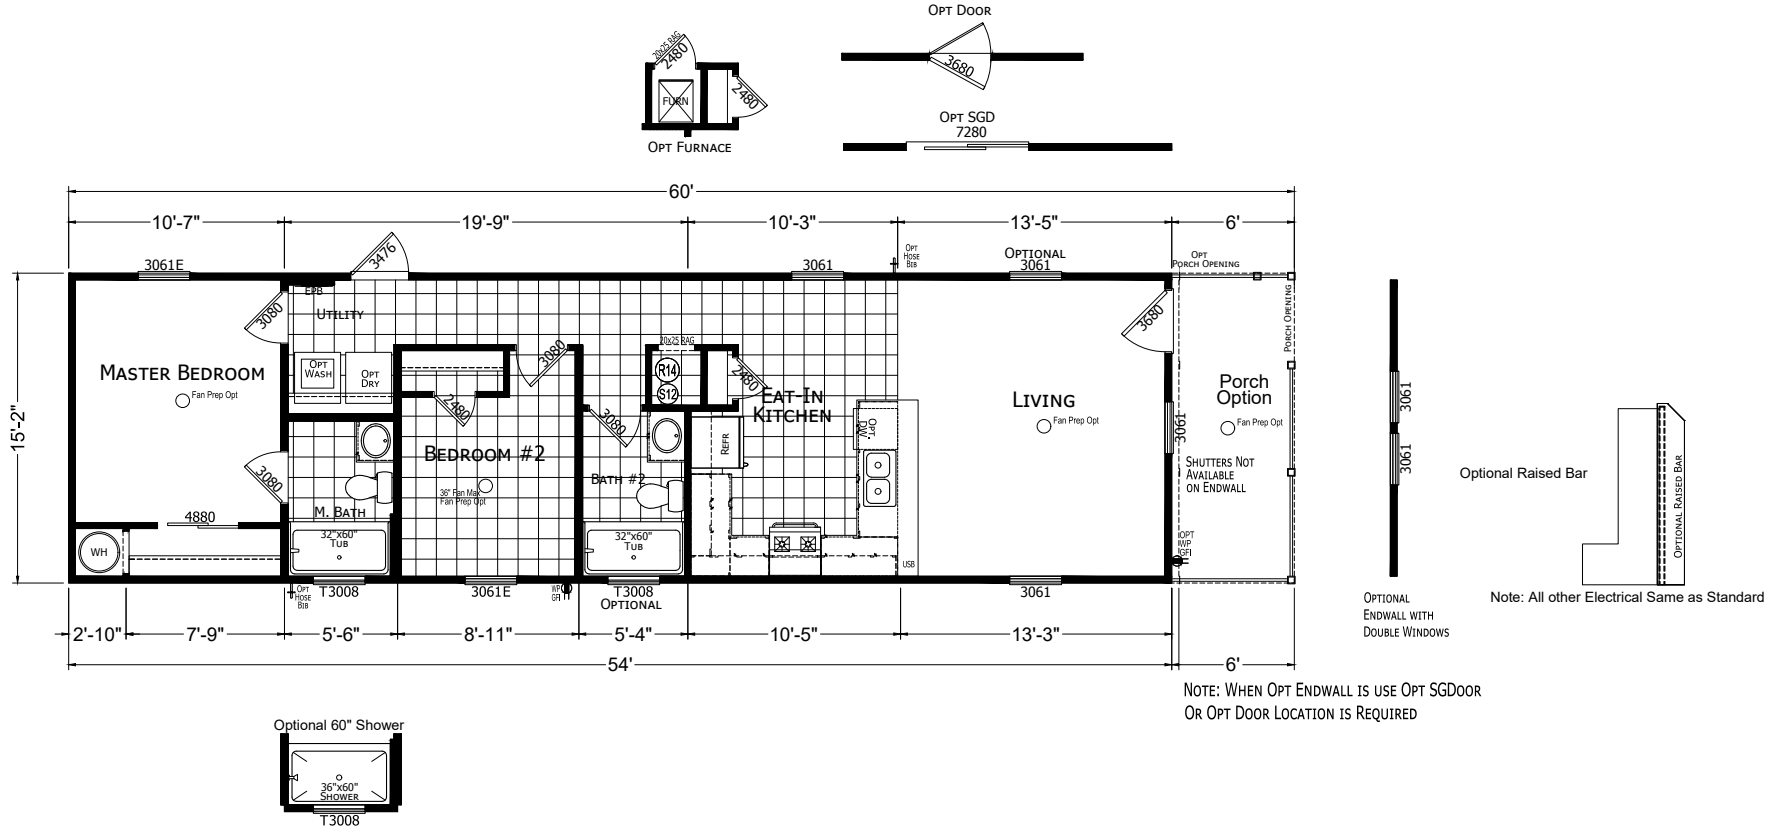 OPT DOOR
3680
20x25 RAG
2480
FURN
2480
OPT FURNACE
OPT SGD
7280
60'
10'-7"
19'-9"
10'-3"
13'-5"
6'
3061E
3476
3061
OPT
HOSE
BIB
OPTIONAL
3061
OPT
PORCH OPENING
15'-2"
EPB
UTILITY
3080
MASTER BEDROOM
Fan Prep Opt
OPT
WASH
OPT
DRY
3080
2480
BEDROOM #2
36" Fan Max
Fan Prep Opt
20x25 RAG
R14
S12
2480
3080
EAT-IN
KITCHEN
REFR
OPT.
DW
LIVING
Fan Prep Opt
3680
3061
PORCH OPENING
Porch
Option
Fan Prep Opt
SHUTTERS NOT
AVAILABLE
ON ENDWALL
OPT
WP
GFI
3080
4880
WH
M. BATH
32"x60"
TUB
BATH #2
32"x60"
TUB
USB
OPT
HOSE
BIB
T3008
3061E
WP
GFI
T3008
OPTIONAL
3061
2'-10"
7'-9"
5'-6"
8'-11"
5'-4"
10'-5"
13'-3"
54'
6'
3061
3061
OPTIONAL
ENDWALL WITH
DOUBLE WINDOWS
Optional Raised Bar
OPTIONAL RAISED BAR
Note: All other Electrical Same as Standard
NOTE: WHEN OPT ENDWALL IS USE OPT SGDOOR
OR OPT DOOR LOCATION IS REQUIRED
Optional 60" Shower
36"x60"
SHOWER
T3008